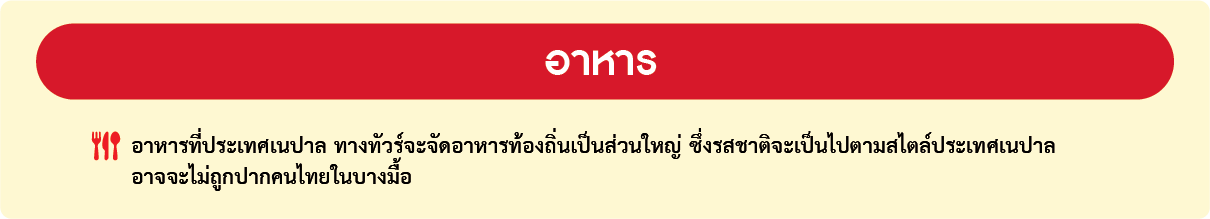 อาหาร
อาหารที่ประเทศเนปาล ทางทัวร์จะจัดอาหารท้องถิ่นเป็นส่วนใหญ่ ซึ่งรสชาติจะเป็นไปตามสไตล์ประเทศเนปาล
อาจจะไม่ถูกปากคนไทยในบางมื้อ